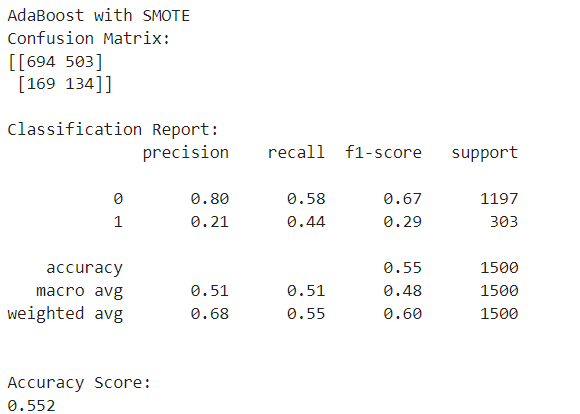 AdaBoost with SMOTE
Confusion Matrix:
[[694 503]
 [169 134]]
Classification Report:
precision recall f1-score support
0 0.80 0.58 0.67 1197
1 0.21 0.44 0.29 303
accuracy 0.55 1500
macro avg 0.51 0.51 0.48 1500
weighted avg 0.68 0.55 0.60 1500
Accuracy Score:
0.552